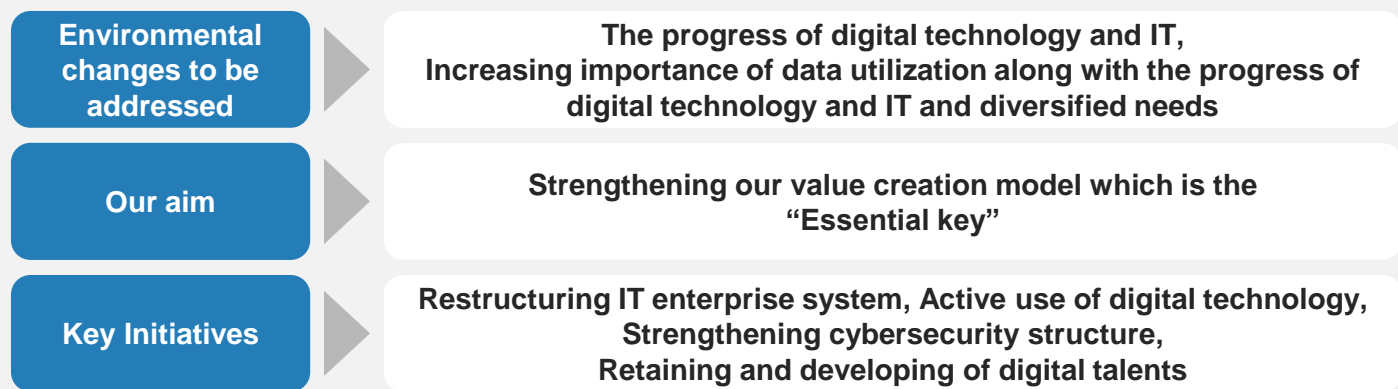 Environmental
changes to be
addressed
The progress of digital technology and IT,
Increasing importance of data utilization along with the progress of
digital technology and IT and diversified needs
Our aim
Strengthening our value creation model which is the
“Essential key”
Key Initiatives
Restructuring IT enterprise system, Active use of digital technology,
Strengthening cybersecurity structure,
Retaining and developing of digital talents